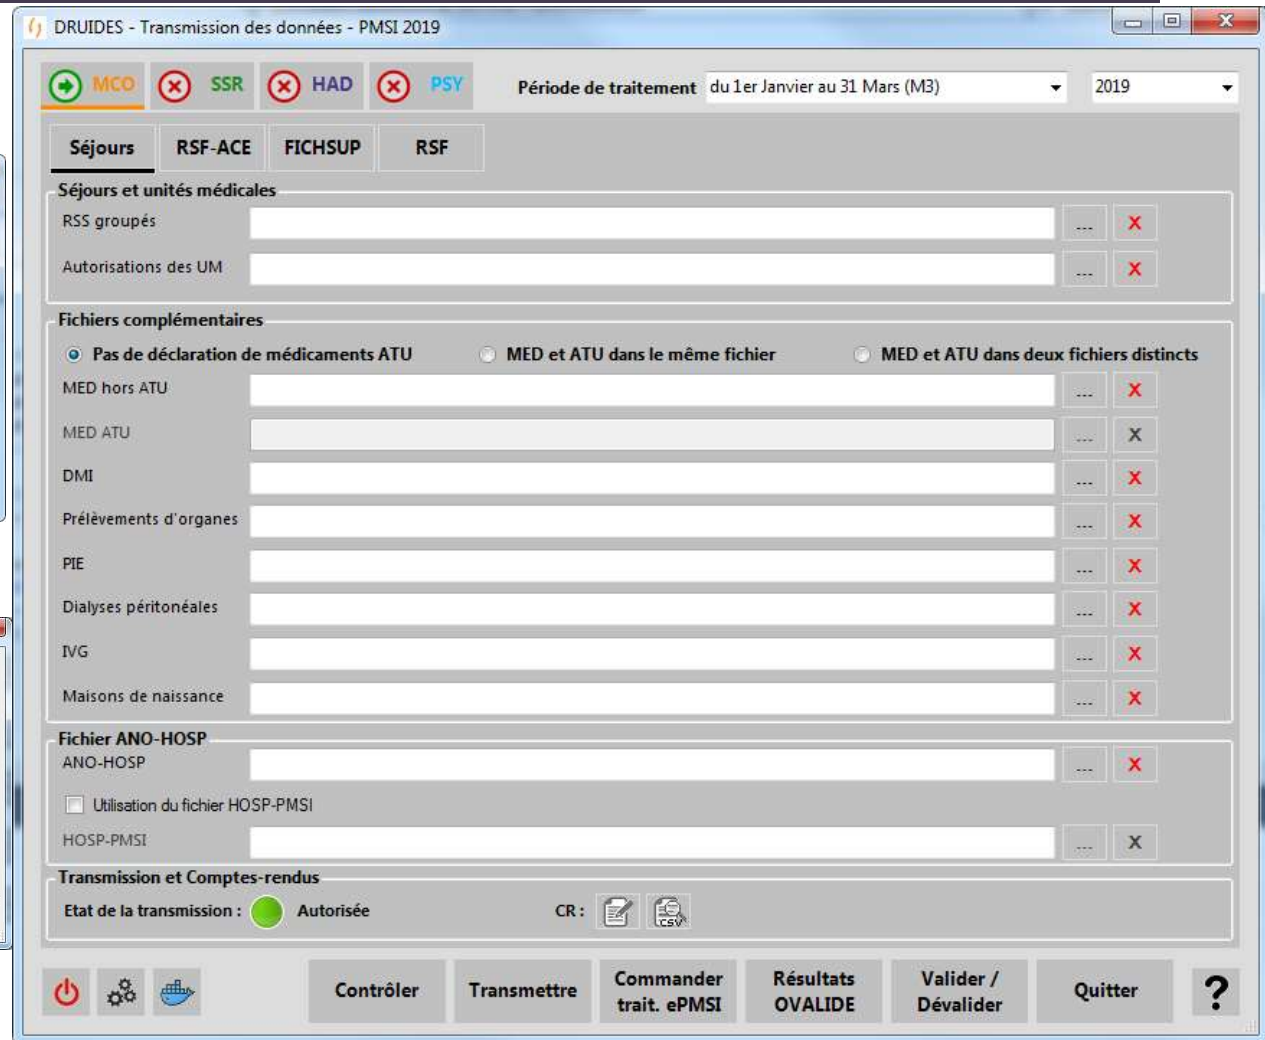 DRUIDES - Transmission des données - PMSI 2019
MCO SSR HAD PSY Période de traitement du 1er Janvier au 31 Mars (M3) 2019
Séjours RSF-ACE FICHSUP RSF
Séjours et unités médicales
RSS groupés ... X
Autorisations des UM ... X
Fichiers complémentaires
Pas de déclaration de médicaments ATU MED et ATU dans le même fichier MED et ATU dans deux fichiers distincts
MED hors ATU ... X
MED ATU ... X
DMI ... X
Prélèvements d'organes ... X
PIE ... X
Dialyses péritonéales ... X
IVG ... X
Maisons de naissance ... X
Fichier ANO-HOSP
ANO-HOSP ... X
Utilisation du fichier HOSP-PMSI
HOSP-PMSI ... X
Transmission et Comptes-rendus
Etat de la transmission : Autorisée CR : CSV
Contrôler Transmettre Commander trait. ePMSI Résultats OVALIDE Valider / Dévalider Quitter ?